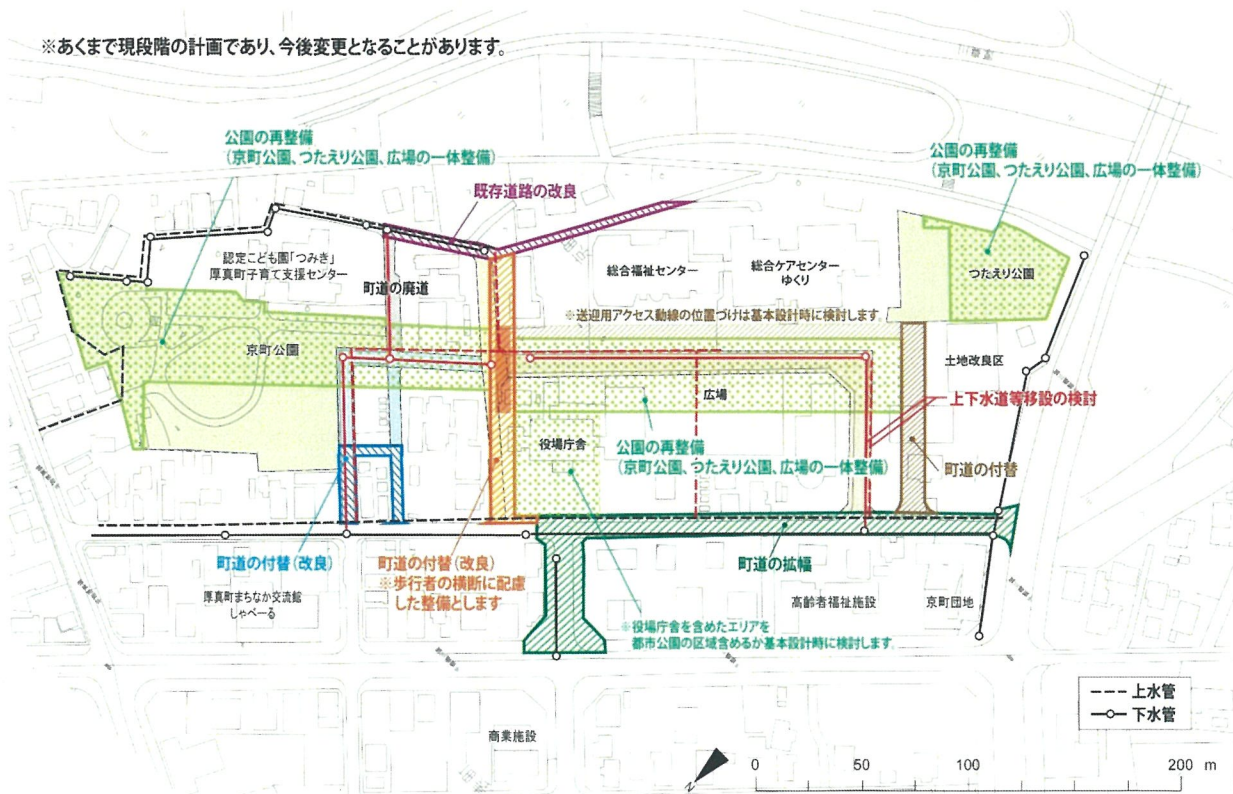 ※あくまで現段階の計画であり、今後変更となることがあります。
公園の再整備
(京町公園、つたえり公園、広場の一体整備)
公園の再整備
(京町公園、つたえり公園、広場の一体整備)
既存道路の改良
認定こども園「つみき」
厚真町子育て支援センター
町道の廃道
総合福祉センター
総合ケアセンター
ゆくり
つたえり公園
※送迎用アクセス動線の位置づけは基本設計時に検討します。
京町公園
土地改良区
広場
上下水道等移設の検討
役場庁舎
公園の再整備
(京町公園、つたえり公園、広場の一体整備)
町道の付替
町道の付替(改良)
町道の付替(改良)
※歩行者の横断に配慮
した整備とします
町道の拡幅
厚真町まちなか交流館
しゃべーる
高齢者福祉施設
京町団地
※役場庁舎を含めたエリアを
都市公園の区域含めるか基本設計時に検討します。
上水管
下水管
商業施設
N
0
50
100
200 m